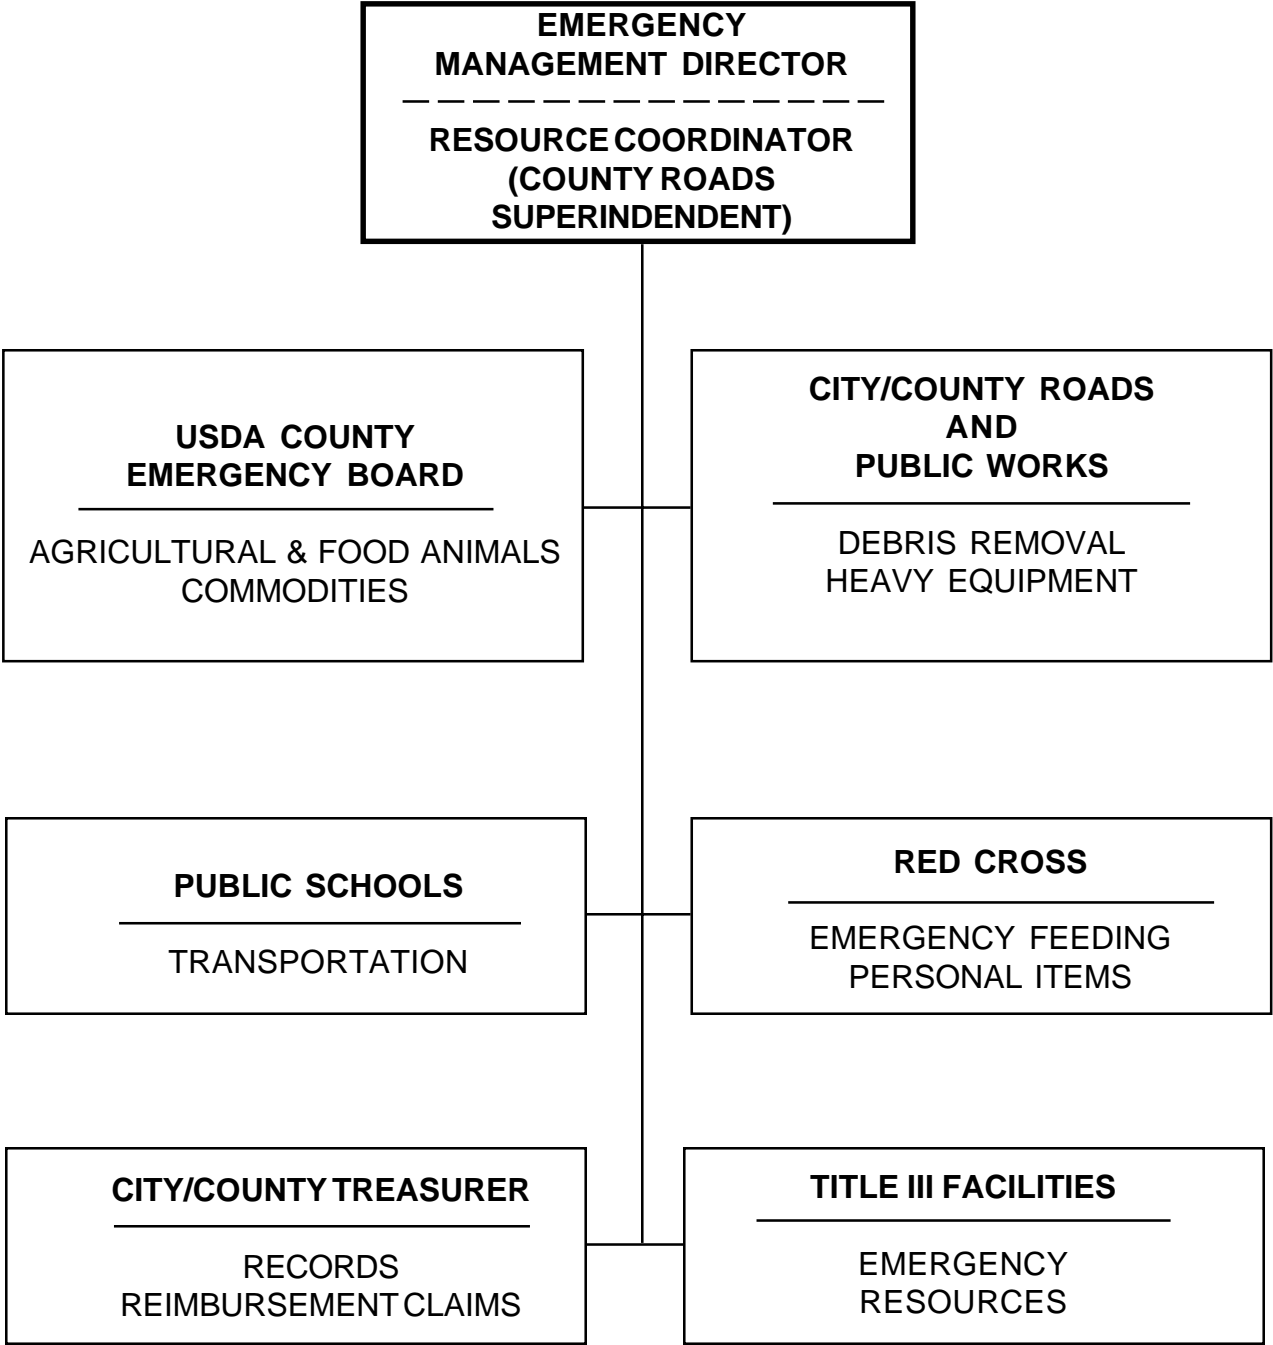 EMERGENCY
MANAGEMENT DIRECTOR
RESOURCE COORDINATOR
(COUNTY ROADS
SUPERINDENDENT)
USDA COUNTY
EMERGENCY BOARD
AGRICULTURAL & FOOD ANIMALS
COMMODITIES
CITY/COUNTY ROADS
AND
PUBLIC WORKS
DEBRIS REMOVAL
HEAVY EQUIPMENT
PUBLIC SCHOOLS
TRANSPORTATION
RED CROSS
EMERGENCY FEEDING
PERSONAL ITEMS
CITY/COUNTY TREASURER
RECORDS
REIMBURSEMENT CLAIMS
TITLE III FACILITIES
EMERGENCY
RESOURCES